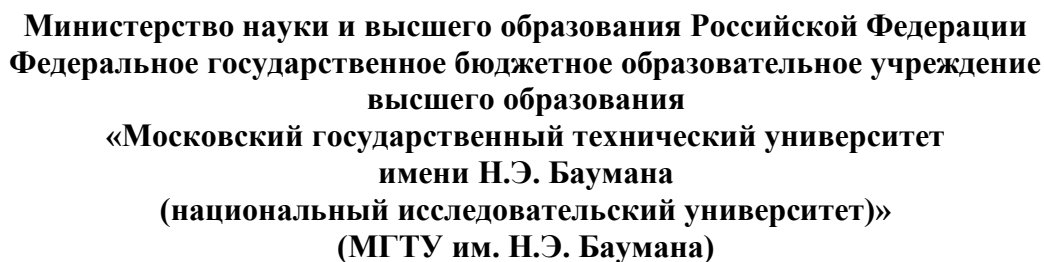 Министерство науки и высшего образования Российской Федерации
Федеральное государственное бюджетное образовательное учреждение
высшего образования
«Московский государственный технический университет
имени Н.Э. Баумана
(национальный исследовательский университет)»
(МГТУ им. Н.Э. Баумана)